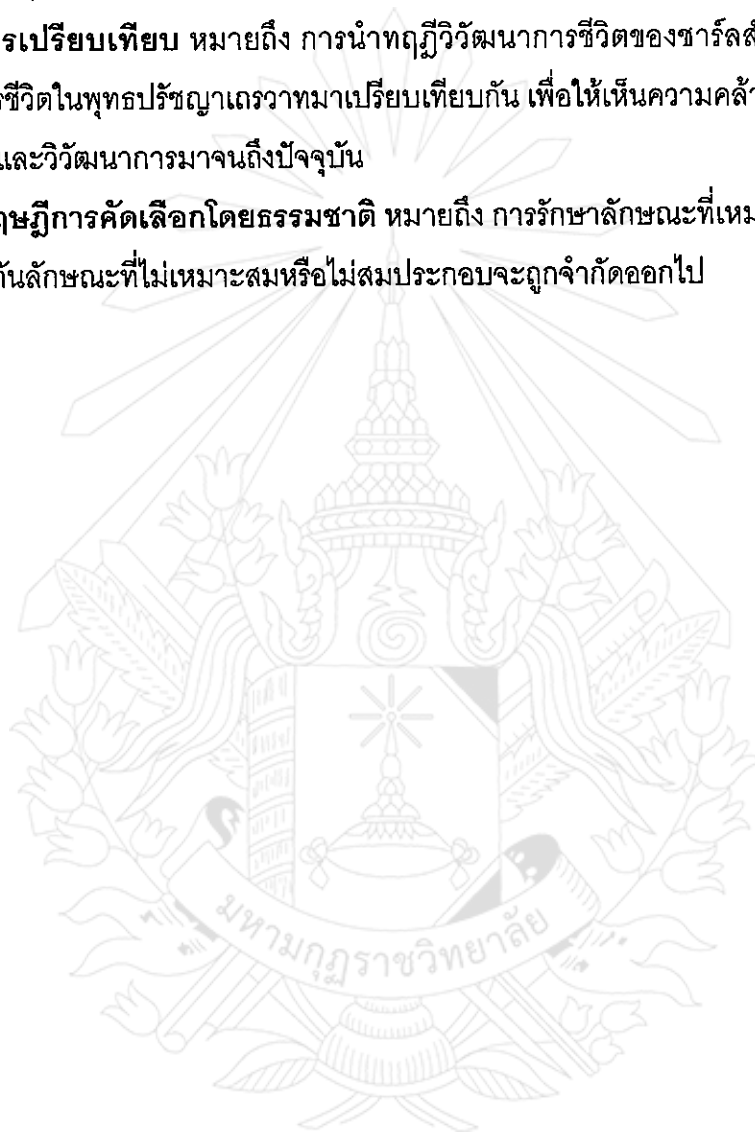 รเปรียบเทียบ หมายถึง การนำทฤฎีวิวัฒนาการชีวิตของชาร์ลส์
ชีวิตในพุทธปรัชญาเถรวาทมาเปรียบเทียบกัน เพื่อให้เห็นความคล้า
และวิวัฒนาการมาจนถึงปัจจุบัน
ฤษฎีการคัดเลือกโดยธรรมชาติ หมายถึง การรักษาลักษณะที่เหม
กันลักษณะที่ไม่เหมาะสมหรือไม่สมประกอบจะถูกจำกัดออกไป
มหามกุฏราชวิทยาลัย